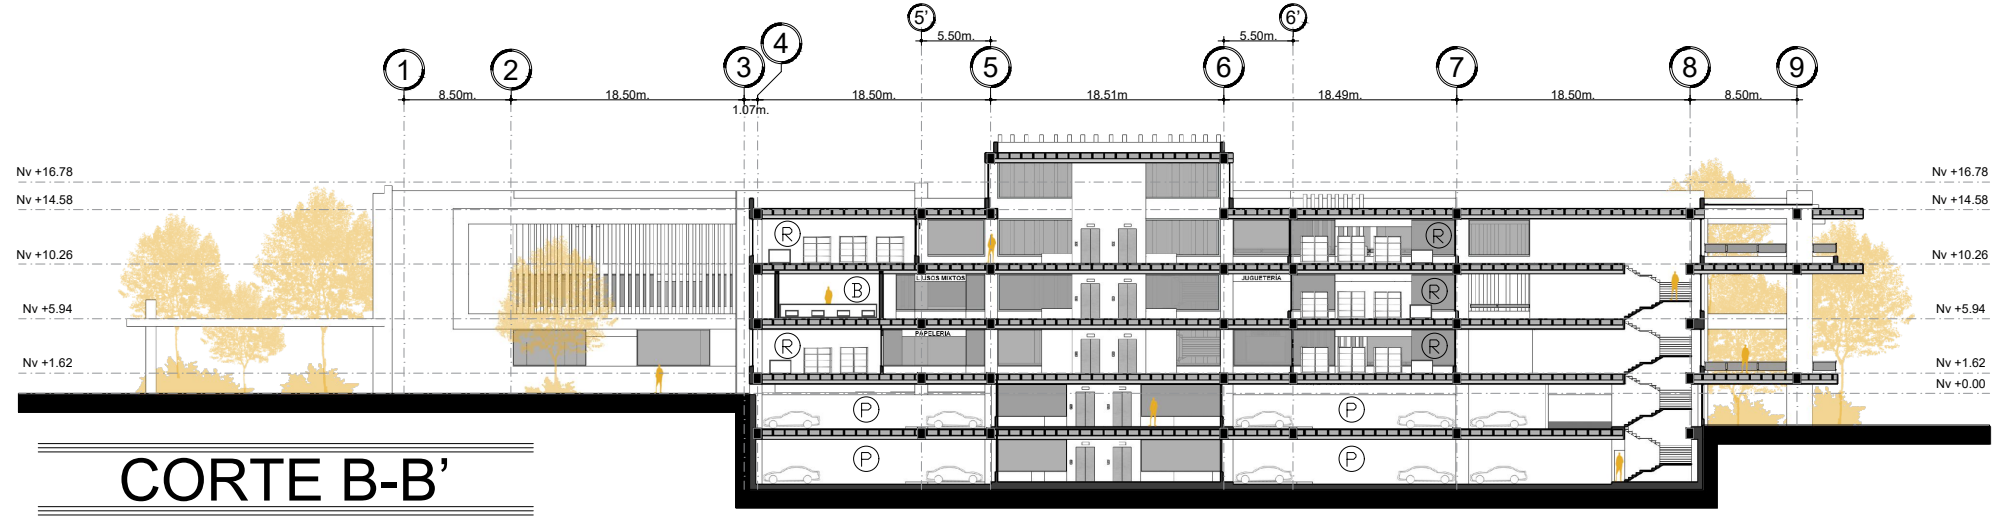 5' 6'
5.50m. 5.50m.
1 2 3 4 5 6 7 8 9
8.50m. 18.50m. 1.07m. 18.50m. 18.51m 18.49m. 18.50m. 8.50m.
Nv +16.78 Nv +16.78
Nv +14.58 Nv +14.58
R R
Nv +10.26 Nv +10.26
USOS MIXTOS JUGUETERÍA
B R
Nv +5.94 Nv +5.94
PAPELERIA
R R
Nv +1.62 Nv +1.62
Nv +0.00
P P
P P
CORTE B-B’